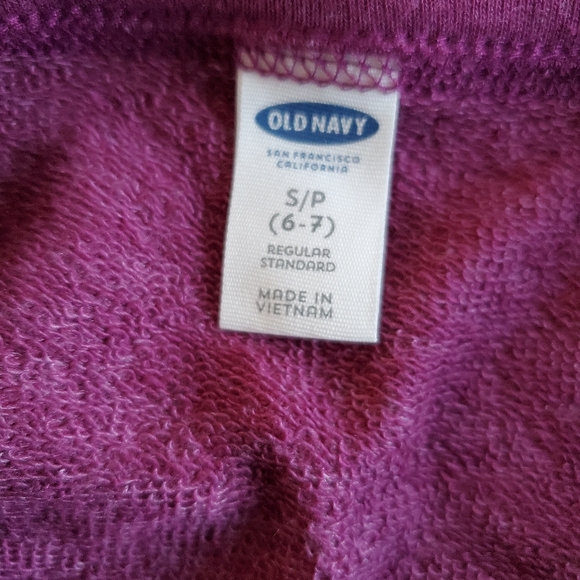 OLD NAVY
SAN FRANCISCO
CALIFORNIA
S/P
(6-7)
REGULAR
STANDARD
MADE IN
VIETNAM